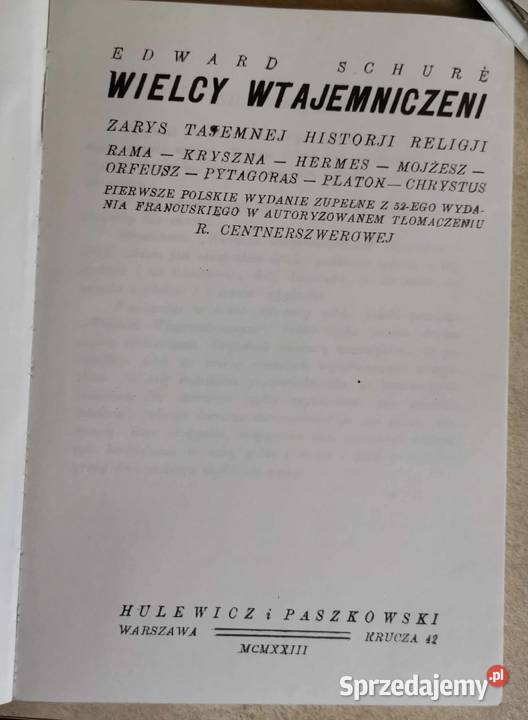 EDWARD SCHURÉ
WIELCY WTAJEMNICZENI
ZARYS TAJEMNEJ HISTORJI RELIGJI
RAMA — KRYSZNA — HERMES — MOJŻESZ —
ORFEUSZ — PYTAGORAS — PLATON — CHRYSTUS
PIERWSZE POLSKIE WYDANIE ZUPEŁNE Z 52-EGO WYDA-
NIA FRANCUSKIEGO W AUTORYZOWANEM TŁOMACZENIU
R. CENTNERSZWEROWEJ
HULEWICZ i PASZKOWSKI
WARSZAWA KRUCZA 42
MCMXXIII
Sprzedajemy.pl